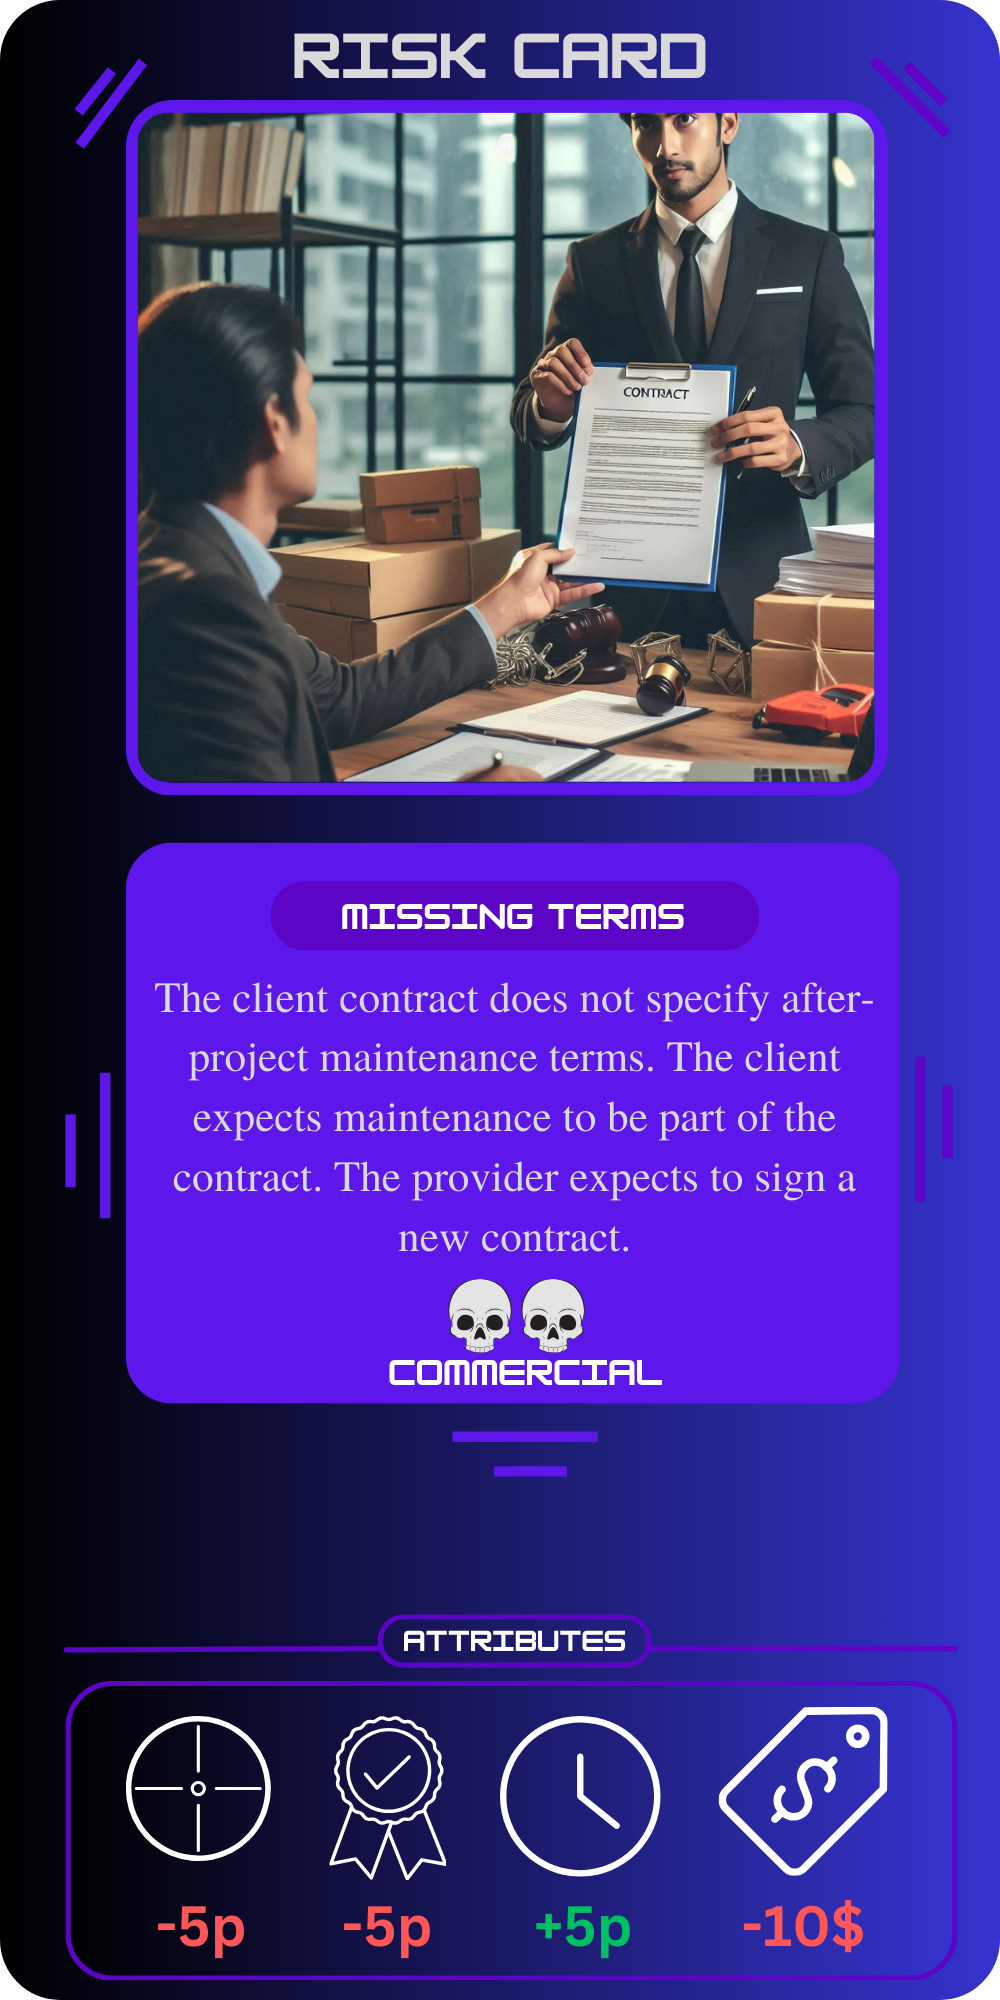 RISK CARD
CONTRACT
MISSING TERMS
The client contract does not specify after-
project maintenance terms. The client
expects maintenance to be part of the
contract. The provider expects to sign a
new contract.
COMMERCIAL
ATTRIBUTES
-5p -5p +5p -10$